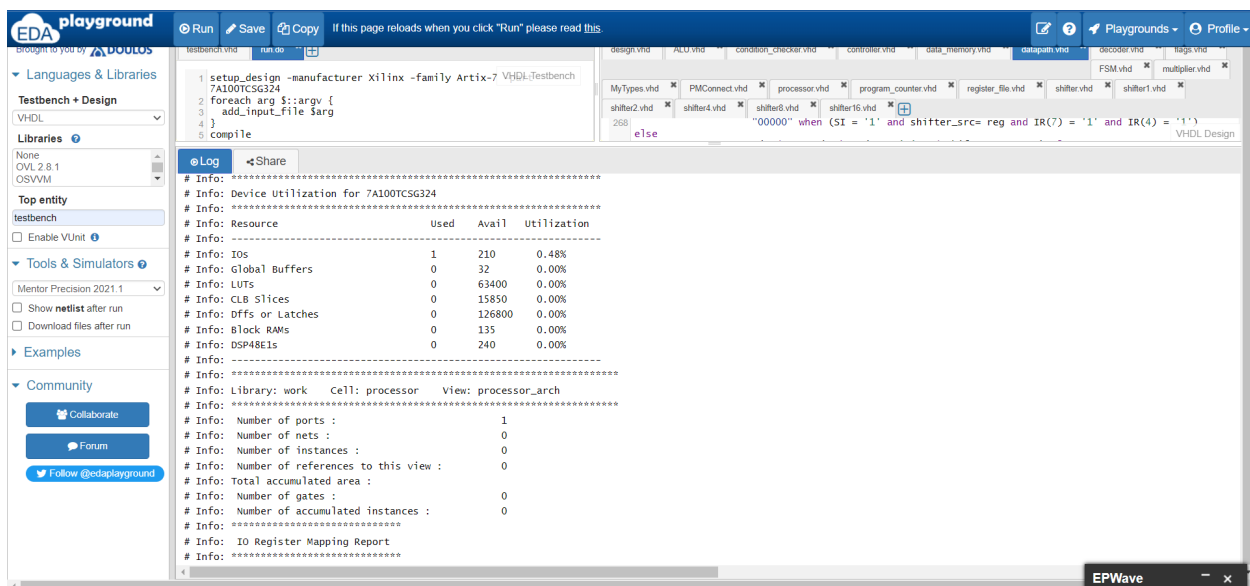 EDA playground
Run Save Copy If this page reloads when you click "Run" please read this.
Playgrounds Profile
Brought to you by DOULOS
Languages & Libraries
Testbench + Design
VHDL
Libraries
None
OVL 2.8.1
OSVVM
Top entity
testbench
Enable VUnit
Tools & Simulators
Mentor Precision 2021.1
Show netlist after run
Download files after run
Examples
Community
Collaborate
Forum
Follow @edaplayground
testbench.vhd run.do
1 setup_design -manufacturer Xilinx -family Artix-7
7A100TCSG324
2 foreach arg $::argv {
3 add_input_file $arg
4 }
5 compile
VHDL Testbench
design.vhd ALU.vhd condition_checker.vhd controller.vhd data_memory.vhd datapath.vhd decoder.vhd flags.vhd
FSM.vhd multiplier.vhd
MyTypes.vhd PMConnect.vhd processor.vhd program_counter.vhd register_file.vhd shifter.vhd shifter1.vhd
shifter2.vhd shifter4.vhd shifter8.vhd shifter16.vhd
268 "00000" when (SI = '1' and shifter_src= reg and IR(7) = '1' and IR(4) = '1')
else
VHDL Design
Log Share
# Info: ***************************************************************
# Info: Device Utilization for 7A100TCSG324
# Info: ***************************************************************
# Info: Resource Used Avail Utilization
# Info: ---------------------------------------------------------------
# Info: IOs 1 210 0.48%
# Info: Global Buffers 0 32 0.00%
# Info: LUTs 0 63400 0.00%
# Info: CLB Slices 0 15850 0.00%
# Info: Dffs or Latches 0 126800 0.00%
# Info: Block RAMs 0 135 0.00%
# Info: DSP48E1s 0 240 0.00%
# Info: ---------------------------------------------------------------
# Info: ******************************************************************
# Info: Library: work Cell: processor View: processor_arch
# Info: ******************************************************************
# Info: Number of ports : 1
# Info: Number of nets : 0
# Info: Number of instances : 0
# Info: Number of references to this view : 0
# Info: Total accumulated area :
# Info: Number of gates : 0
# Info: Number of accumulated instances : 0
# Info: *****************************
# Info: IO Register Mapping Report
# Info: *****************************
EPWave